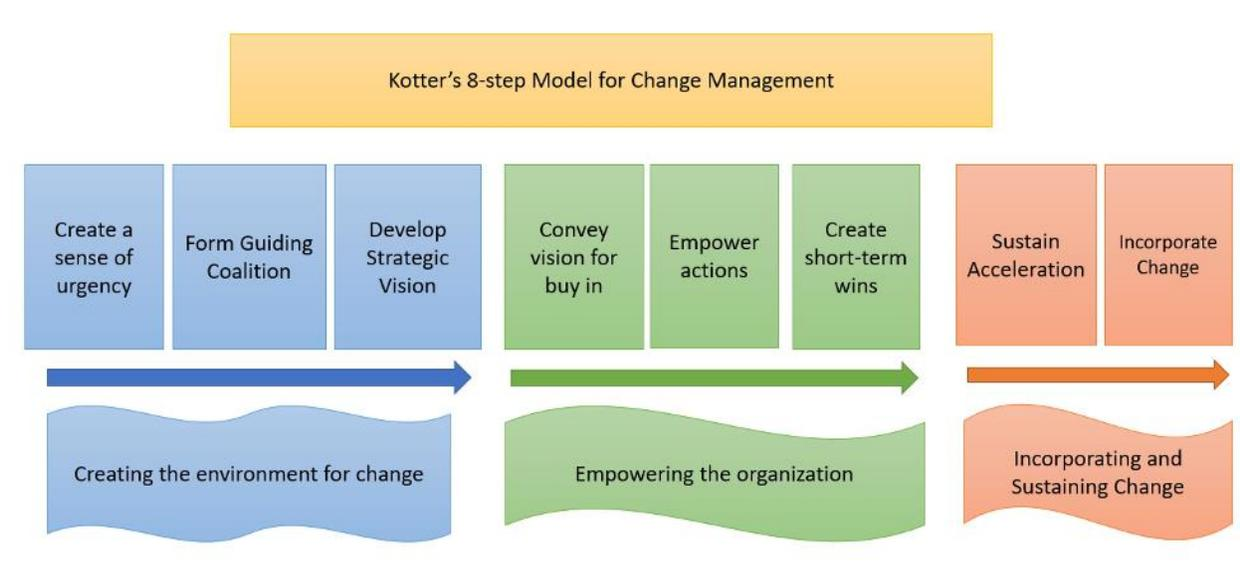 Kotter’s 8-step Model for Change Management
Create a
sense of
urgency
Form Guiding
Coalition
Develop
Strategic
Vision
Convey
vision for
buy in
Empower
actions
Create
short-term
wins
Sustain
Acceleration
Incorporate
Change
Creating the environment for change
Empowering the organization
Incorporating and
Sustaining Change